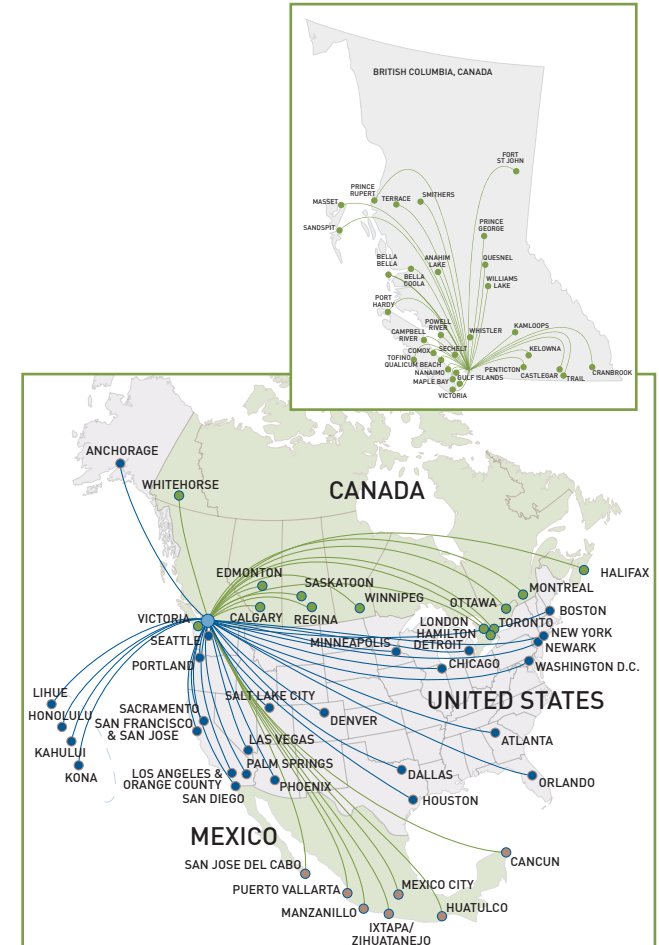 BRITISH COLUMBIA, CANADA
FORT
ST JOHN
PRINCE
RUPERT
MASSET
TERRACE
SMITHERS
SANDSPIT
PRINCE
GEORGE
BELLA
BELLA
ANAHIM
LAKE
QUESNEL
BELLA
COOLA
WILLIAMS
LAKE
PORT
HARDY
POWELL
RIVER
CAMPBELL
RIVER
WHISTLER
KAMLOOPS
COMOX
SECHELT
KELOWNA
TOFINO
QUALICUM BEACH
NANAIMO
MAPLE BAY
GULF ISLANDS
PENTICTON
CASTLEGAR
TRAIL
CRANBROOK
VICTORIA
ANCHORAGE
WHITEHORSE
CANADA
EDMONTON
SASKATOON
HALIFAX
WINNIPEG
MONTREAL
OTTAWA
VICTORIA
CALGARY
REGINA
BOSTON
LONDON
TORONTO
HAMILTON
SEATTLE
MINNEAPOLIS
DETROIT
NEW YORK
NEWARK
PORTLAND
CHICAGO
WASHINGTON D.C.
LIHUE
SALT LAKE CITY
UNITED STATES
HONOLULU
SACRAMENTO
SAN FRANCISCO
& SAN JOSE
DENVER
KAHULUI
LAS VEGAS
ATLANTA
KONA
PALM SPRINGS
LOS ANGELES &
ORANGE COUNTY
PHOENIX
DALLAS
ORLANDO
SAN DIEGO
HOUSTON
MEXICO
SAN JOSE DEL CABO
CANCUN
PUERTO VALLARTA
MEXICO CITY
MANZANILLO
HUATULCO
IXTAPA/
ZIHUATANEJO